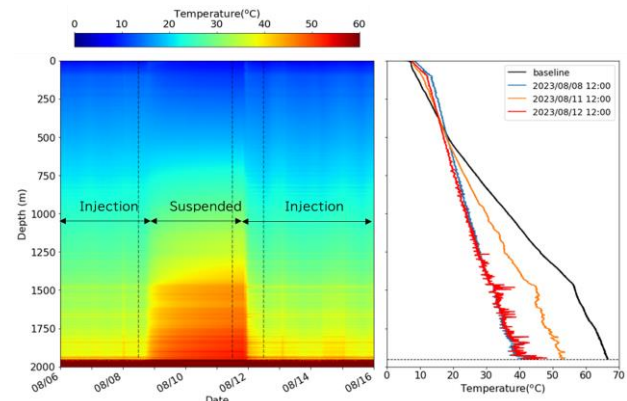 Temperature(°C)
0 10 20 30 40 50 60
0
250
500
750
1000
1250
1500
1750
2000
Depth (m)
Injection Suspended Injection
08/06 08/08 08/10 08/12 08/14 08/16
Date
baseline
2023/08/08 12:00
2023/08/11 12:00
2023/08/12 12:00
0 10 20 30 40 50 60 70
Temperature(°C)